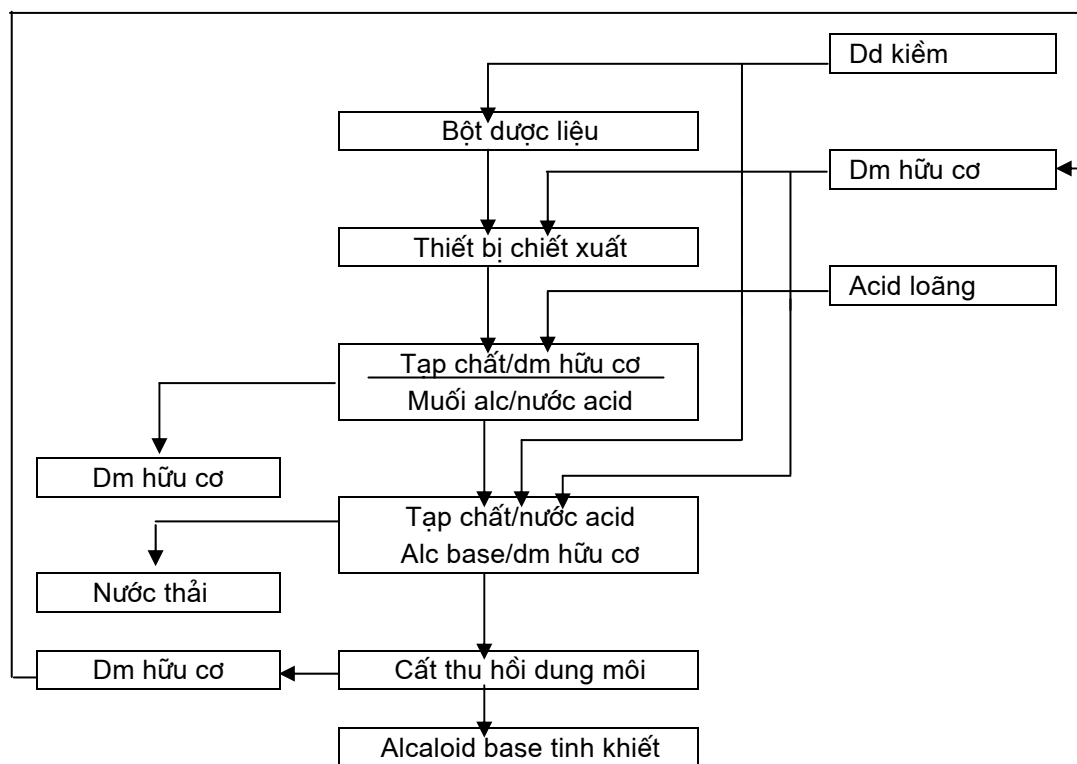 Dd kiềm
Bột dược liệu
Dm hữu cơ
Thiết bị chiết xuất
Acid loãng
Tạp chất/dm hữu cơ
Muối alc/nước acid
Dm hữu cơ
Tạp chất/nước acid
Alc base/dm hữu cơ
Nước thải
Dm hữu cơ
Cất thu hồi dung môi
Alcaloid base tinh khiết